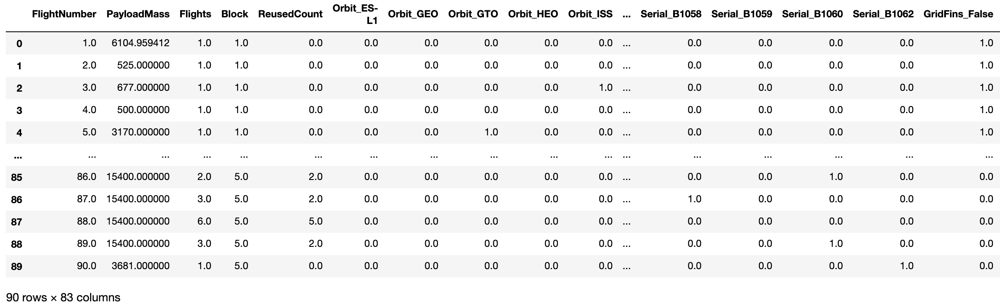 FlightNumber PayloadMass Flights Block ReusedCount Orbit_ES-L1 Orbit_GEO Orbit_GTO Orbit_HEO Orbit_ISS ... Serial_B1058 Serial_B1059 Serial_B1060 Serial_B1062 GridFins_False
0 1.0 6104.959412 1.0 1.0 0.0 0.0 0.0 0.0 0.0 0.0 ... 0.0 0.0 0.0 0.0 1.0
1 2.0 525.000000 1.0 1.0 0.0 0.0 0.0 0.0 0.0 0.0 ... 0.0 0.0 0.0 0.0 1.0
2 3.0 677.000000 1.0 1.0 0.0 0.0 0.0 0.0 0.0 1.0 ... 0.0 0.0 0.0 0.0 1.0
3 4.0 500.000000 1.0 1.0 0.0 0.0 0.0 0.0 0.0 0.0 ... 0.0 0.0 0.0 0.0 1.0
4 5.0 3170.000000 1.0 1.0 0.0 0.0 0.0 1.0 0.0 0.0 ... 0.0 0.0 0.0 0.0 1.0
... ... ... ... ... ... ... ... ... ... ... ... ... ... ... ... ...
85 86.0 15400.000000 2.0 5.0 2.0 0.0 0.0 0.0 0.0 0.0 ... 0.0 0.0 1.0 0.0 0.0
86 87.0 15400.000000 3.0 5.0 2.0 0.0 0.0 0.0 0.0 0.0 ... 1.0 0.0 0.0 0.0 0.0
87 88.0 15400.000000 6.0 5.0 5.0 0.0 0.0 0.0 0.0 0.0 ... 0.0 0.0 0.0 0.0 0.0
88 89.0 15400.000000 3.0 5.0 2.0 0.0 0.0 0.0 0.0 0.0 ... 0.0 0.0 1.0 0.0 0.0
89 90.0 3681.000000 1.0 5.0 0.0 0.0 0.0 0.0 0.0 0.0 ... 0.0 0.0 0.0 1.0 0.0
90 rows × 83 columns